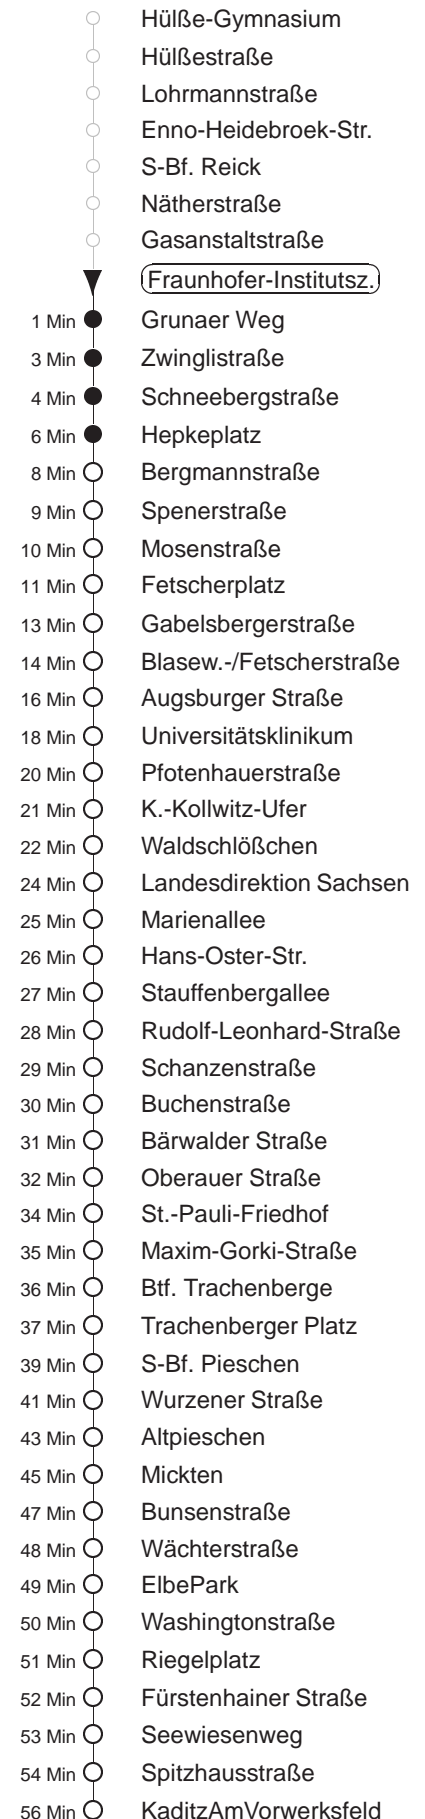 Hülße-Gymnasium
Hülßestraße
Lohrmannstraße
Enno-Heidebroek-Str.
S-Bf. Reick
Nätherstraße
Gasanstaltstraße
Fraunhofer-Institutsz.
1 Min Grunaer Weg
3 Min Zwinglistraße
4 Min Schneebergstraße
6 Min Hepkeplatz
8 Min Bergmannstraße
9 Min Spenerstraße
10 Min Mosenstraße
11 Min Fetscherplatz
13 Min Gabelsbergerstraße
14 Min Blasew.-/Fetscherstraße
16 Min Augsburger Straße
18 Min Universitätsklinikum
20 Min Pfotenhauerstraße
21 Min K.-Kollwitz-Ufer
22 Min Waldschlößchen
24 Min Landesdirektion Sachsen
25 Min Marienallee
26 Min Hans-Oster-Str.
27 Min Stauffenbergallee
28 Min Rudolf-Leonhard-Straße
29 Min Schanzenstraße
30 Min Buchenstraße
31 Min Bärwalder Straße
32 Min Oberauer Straße
34 Min St.-Pauli-Friedhof
35 Min Maxim-Gorki-Straße
36 Min Btf. Trachenberge
37 Min Trachenberger Platz
39 Min S-Bf. Pieschen
41 Min Wurzener Straße
43 Min Altpieschen
45 Min Mickten
47 Min Bunsenstraße
48 Min Wächterstraße
49 Min ElbePark
50 Min Washingtonstraße
51 Min Riegelplatz
52 Min Fürstenhainer Straße
53 Min Seewiesenweg
54 Min Spitzhausstraße
56 Min KaditzAmVorwerksfeld